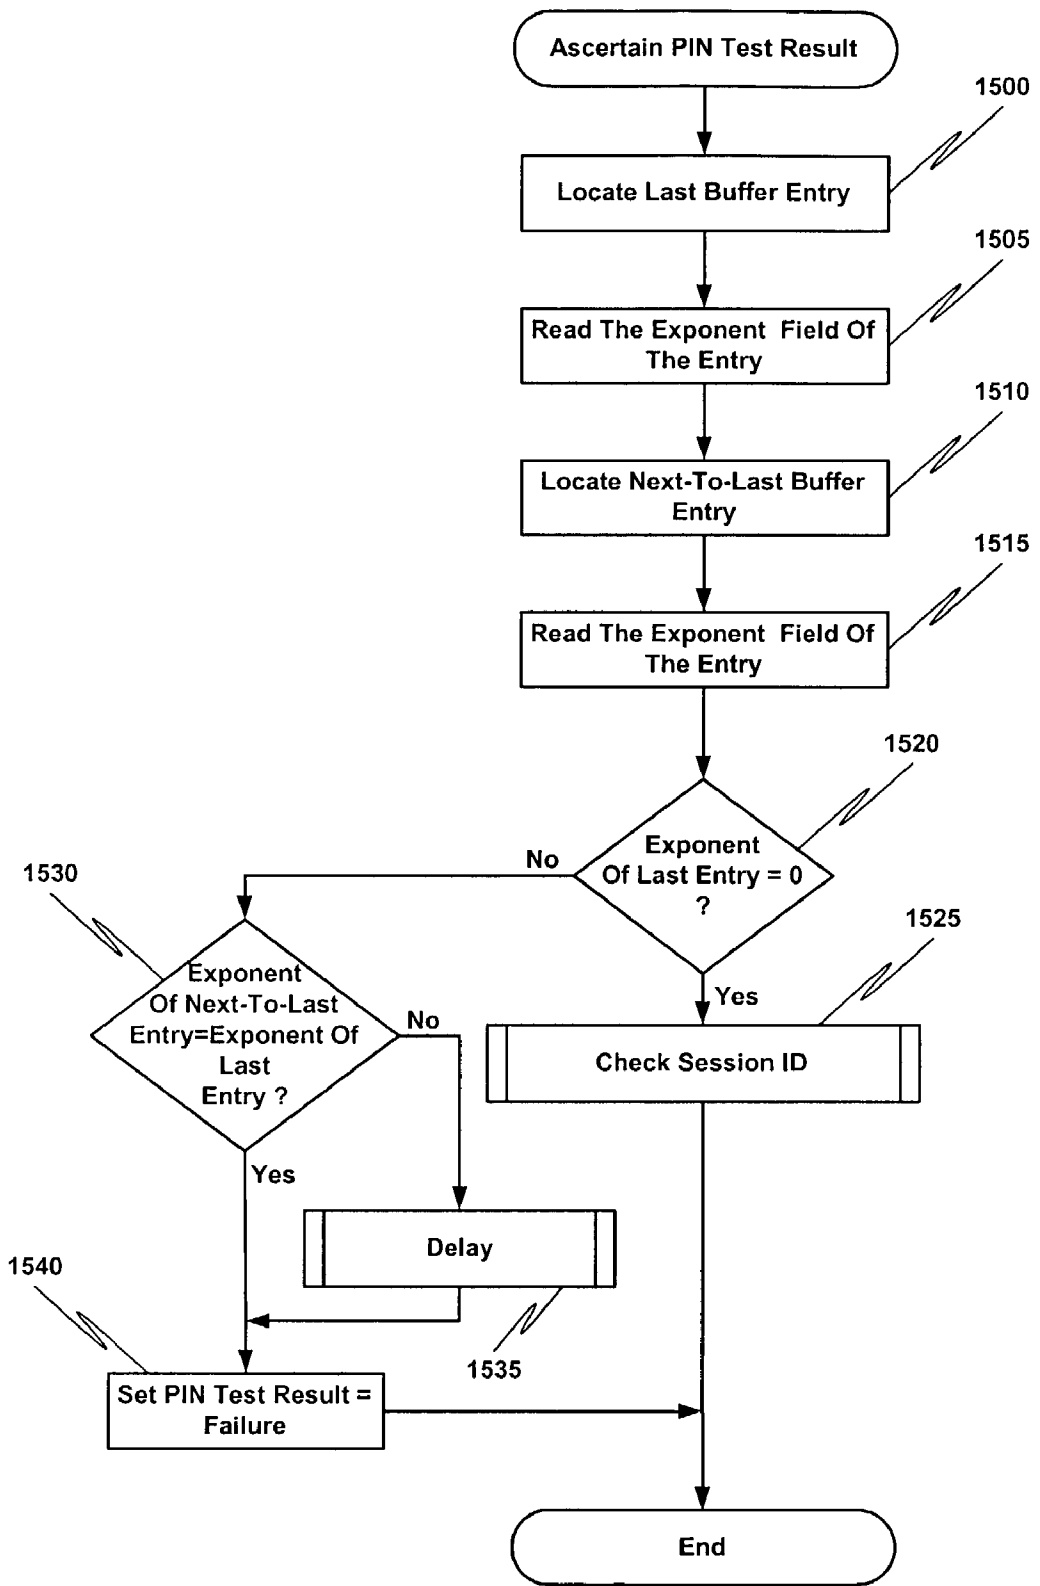 Ascertain PIN Test Result
1500
Locate Last Buffer Entry
1505
Read The Exponent Field Of
The Entry
1510
Locate Next-To-Last Buffer
Entry
1515
Read The Exponent Field Of
The Entry
1520
Exponent
Of Last Entry = 0
?
No
Yes
1530
Exponent
Of Next-To-Last
Entry=Exponent Of
Last
Entry ?
No
Yes
1525
Check Session ID
Delay
1535
1540
Set PIN Test Result =
Failure
End